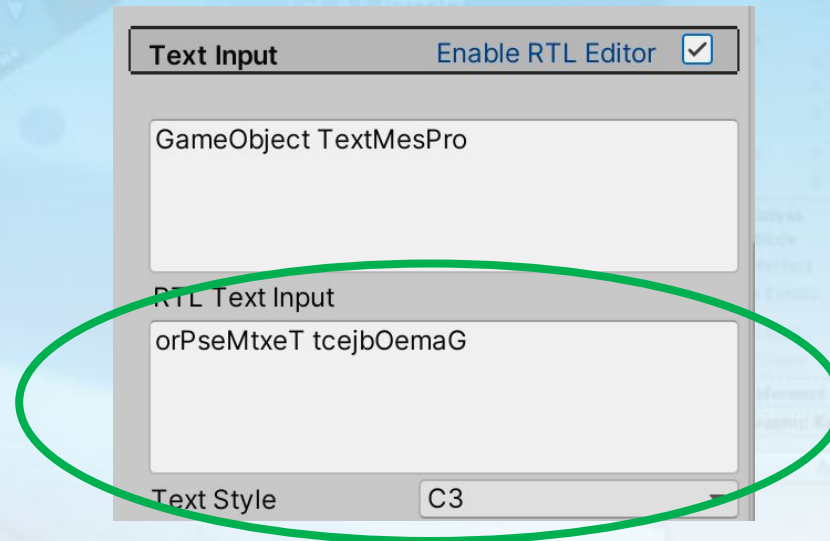 Text Input Enable RTL Editor
GameObject TextMesPro
RTL Text Input
orPseMtxeT tcejbOemaG
Text Style C3